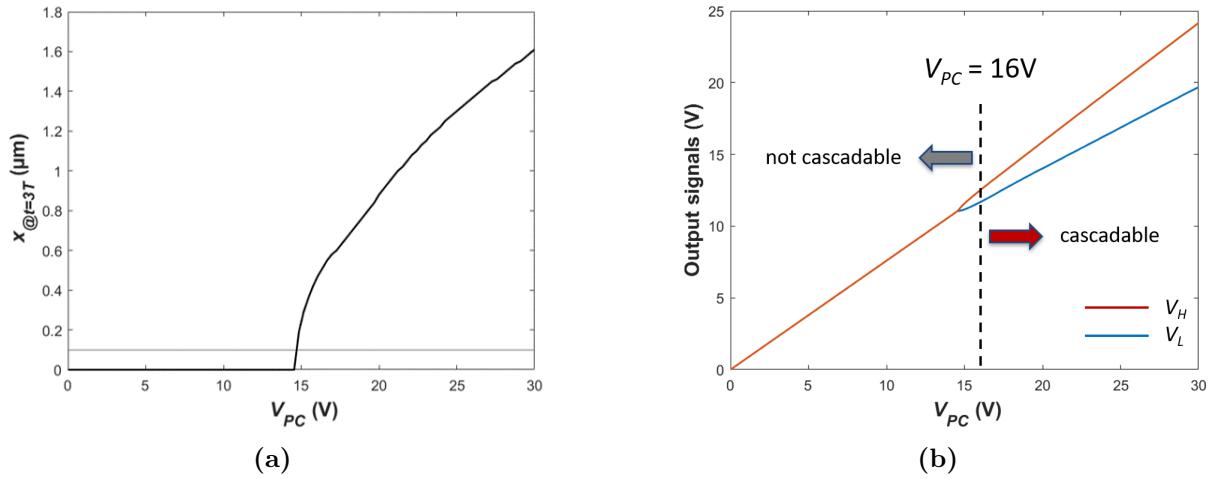 1.8
1.6
1.4
1.2
1
0.8
0.6
0.4
0.2
0
x@t=3T (µm)
0 5 10 15 20 25 30
VPC (V)
(a)
25
20
15
10
5
0
Output signals (V)
VPC = 16V
not cascadable
cascadable
VH
VL
0 5 10 15 20 25 30
VPC (V)
(b)